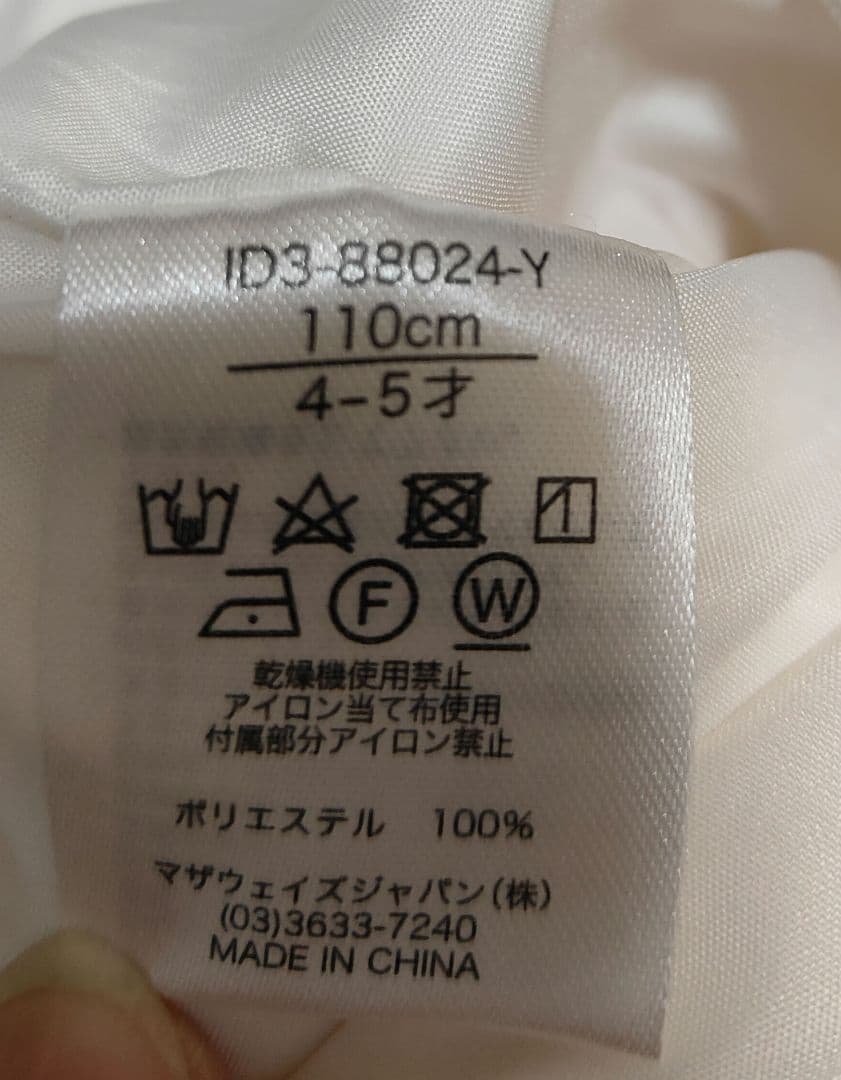 ID3-88024-Y
110cm
4-5才
F W
乾燥機使用禁止
アイロン当て布使用
付属部分アイロン禁止
ポリエステル 100%
マザウェイズジャパン(株)
(03)3633-7240
MADE IN CHINA